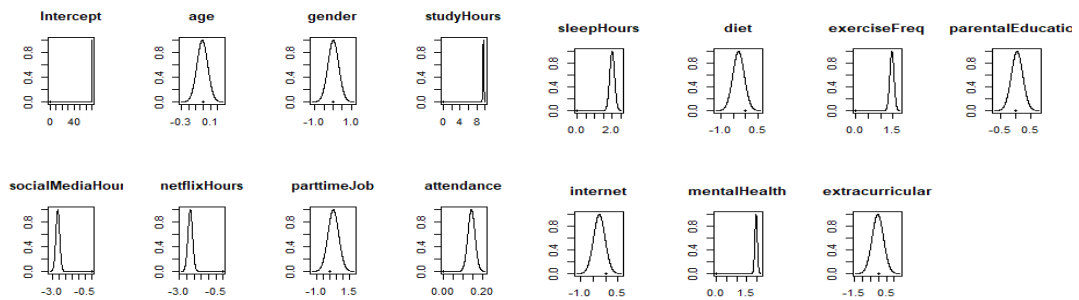 Intercept
age
gender
studyHours
sleepHours
diet
exerciseFreq
parentalEducatio
0.0 0.4 0.8
0 40
0.0 0.4 0.8
-0.3 0.1
0.0 0.4 0.8
-1.0 1.0
0.0 0.4 0.8
0 4 8
0.0 0.4 0.8
0.0 2.0
0.0 0.4 0.8
-1.0 0.5
0.0 0.4 0.8
0.0 1.5
0.0 0.4 0.8
-0.5 0.5
socialMediaHour
netflixHours
parttimeJob
attendance
internet
mentalHealth
extracurricular
0.0 0.4 0.8
-3.0 -0.5
0.0 0.4 0.8
-3.0 -0.5
0.0 0.4 0.8
-1.0 1.5
0.0 0.4 0.8
0.00 0.20
0.0 0.4 0.8
-1.0 0.5
0.0 0.4 0.8
0.0 1.5
0.0 0.4 0.8
-1.5 0.5